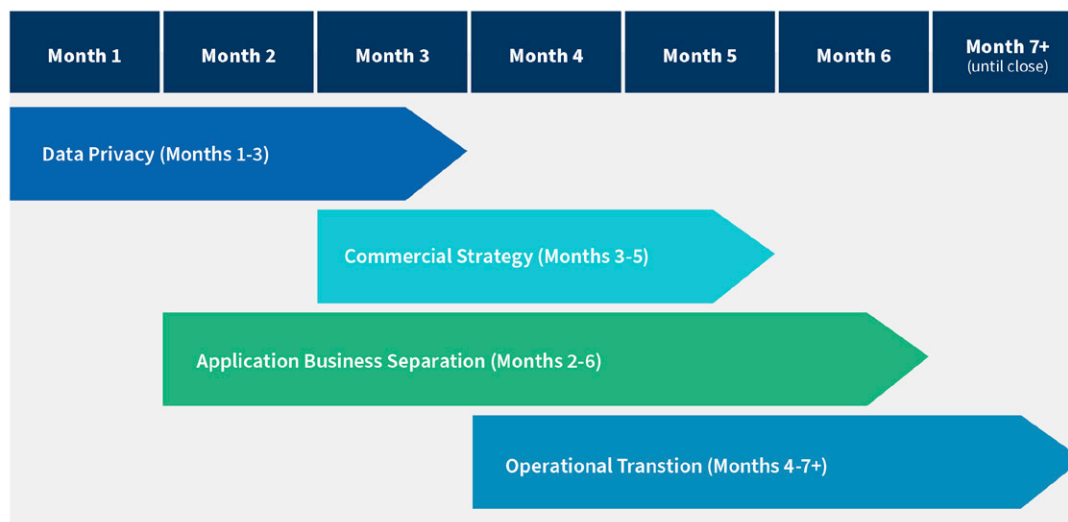 Month 1
Month 2
Month 3
Month 4
Month 5
Month 6
Month 7+
(until close)
Data Privacy (Months 1-3)
Commercial Strategy (Months 3-5)
Application Business Separation (Months 2-6)
Operational Transtion (Months 4-7+)